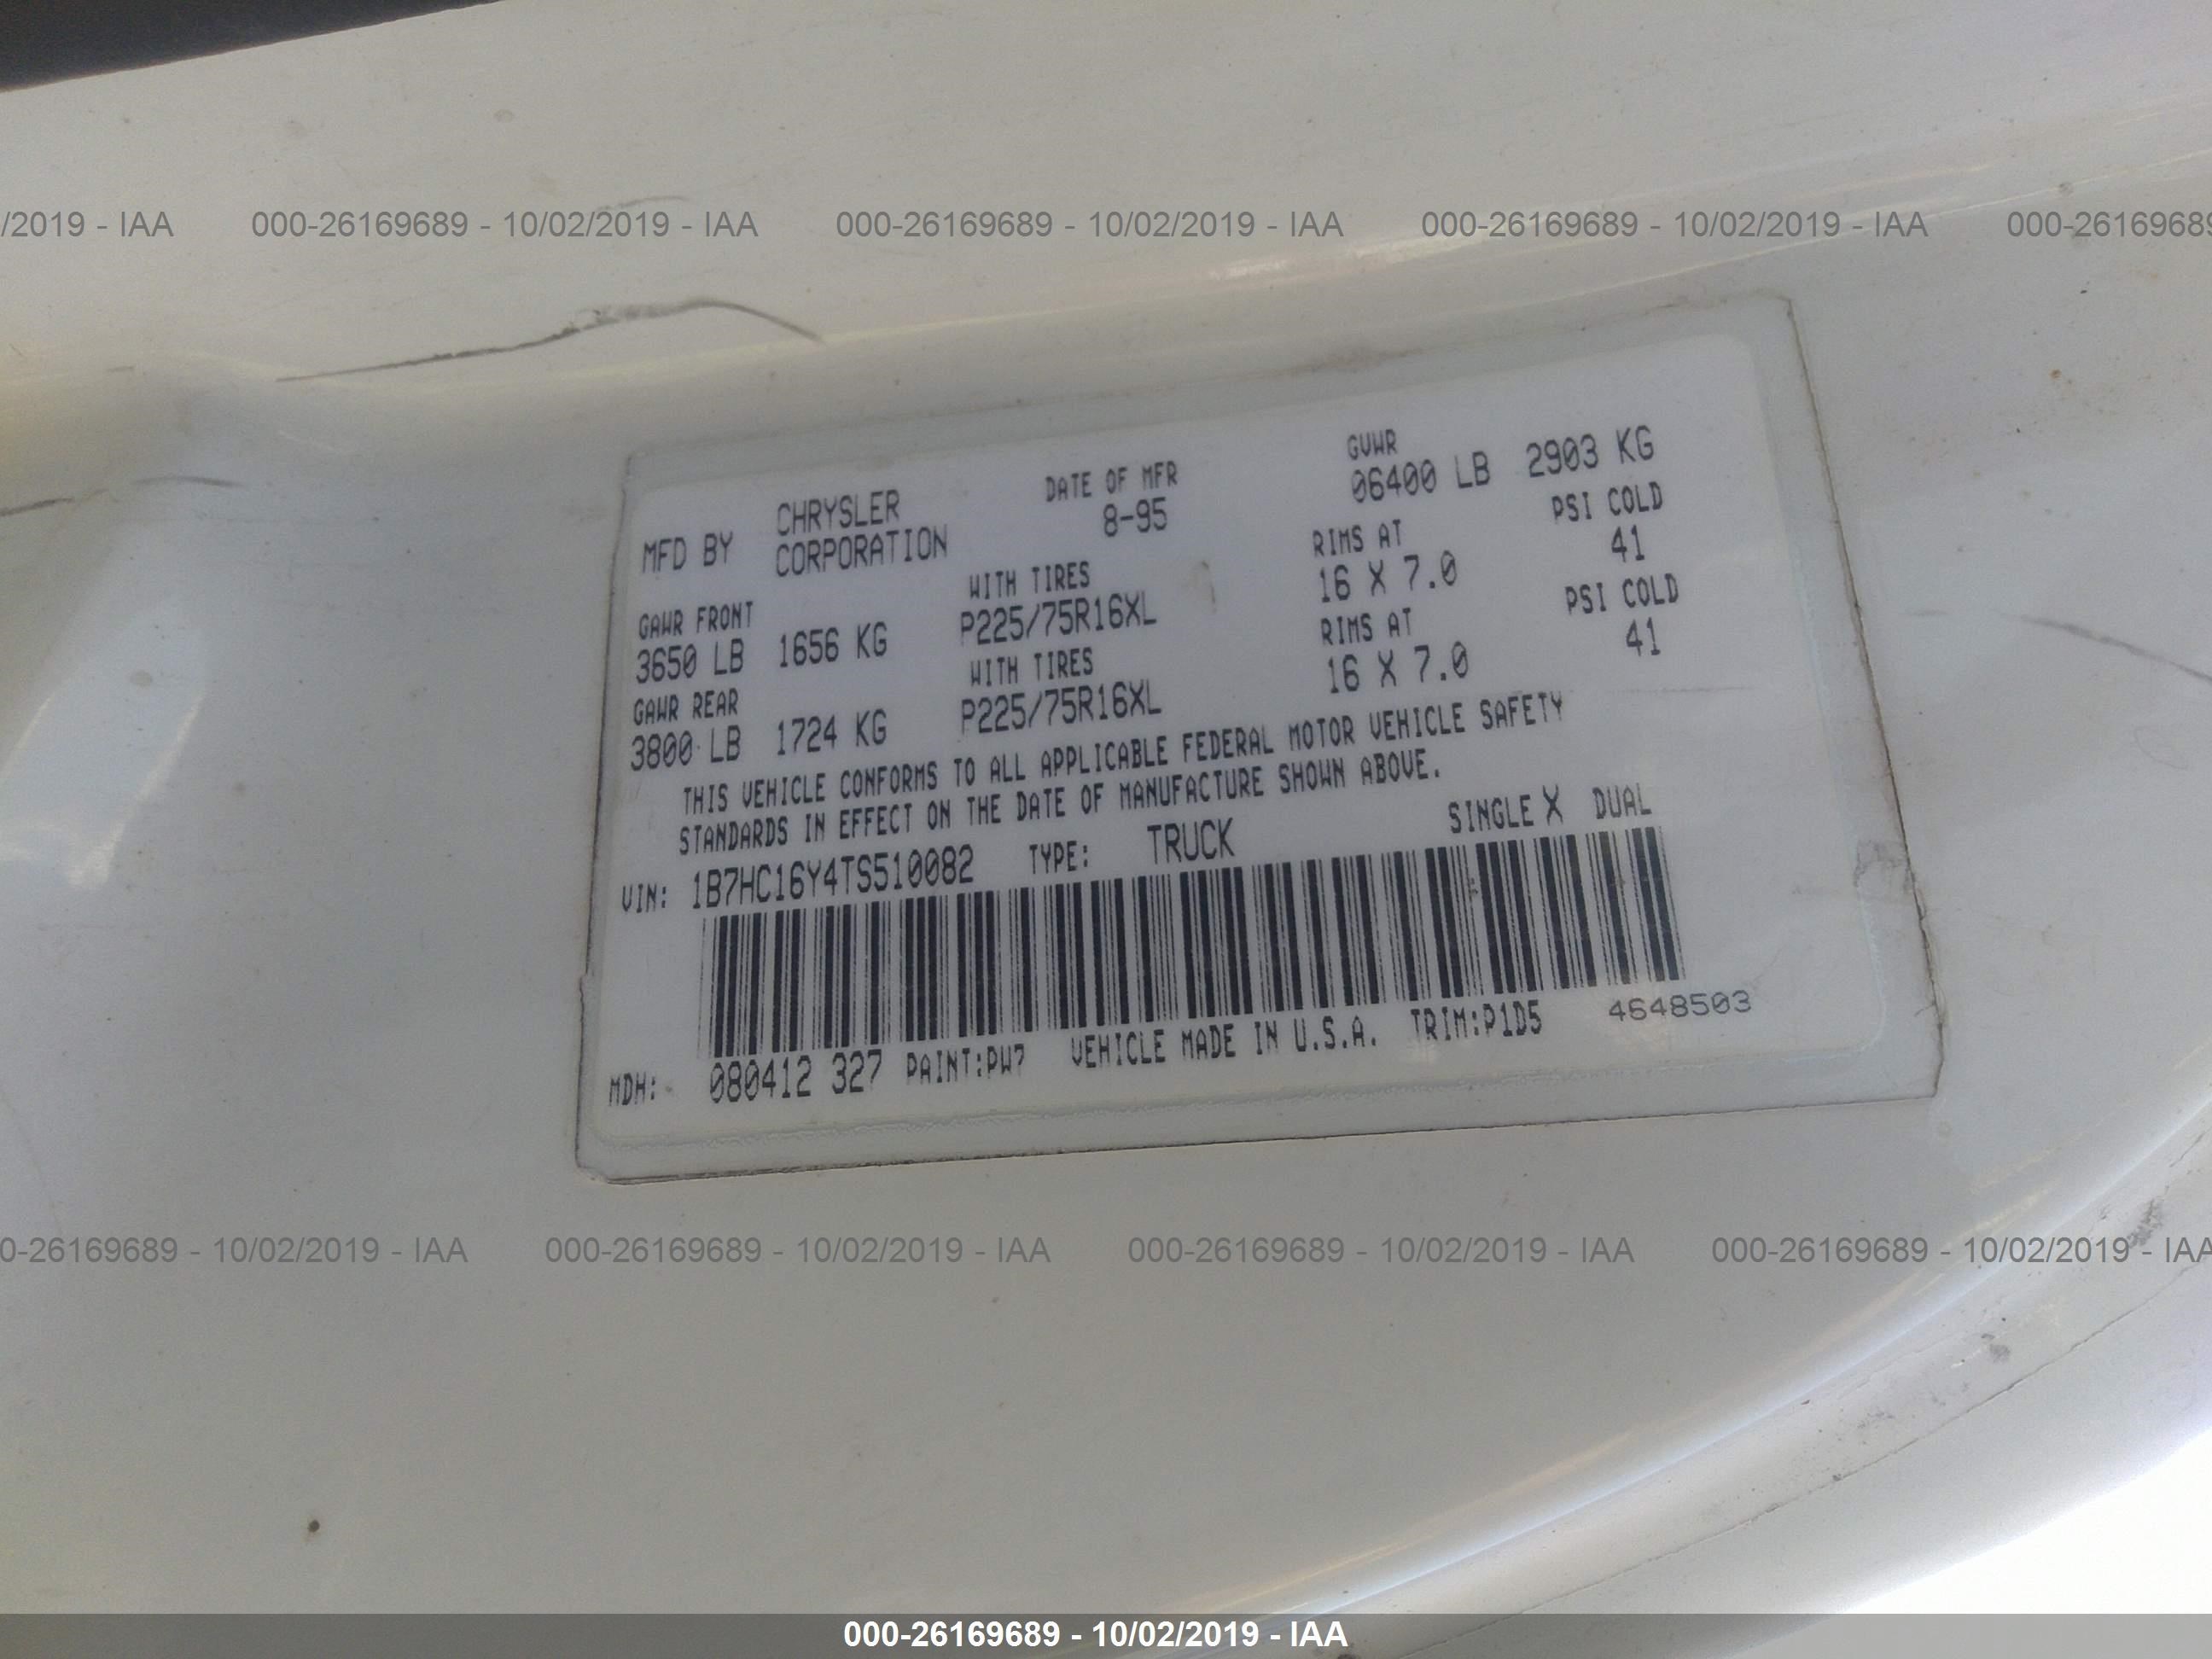 /2019 - IAA 000-26169689 - 10/02/2019 - IAA 000-26169689 - 10/02/2019 - IAA 000-26169689 - 10/02/2019 - IAA 000-26169689
MFD BY CHRYSLER CORPORATION DATE OF MFR 8-95 GVWR 06400 LB 2903 KG
GAWR FRONT WITH TIRES RIMS AT PSI COLD
3650 LB 1656 KG P225/75R16XL 16 X 7.0 41
GAWR REAR WITH TIRES RIMS AT PSI COLD
3800 LB 1724 KG P225/75R16XL 16 X 7.0 41
THIS VEHICLE CONFORMS TO ALL APPLICABLE FEDERAL MOTOR VEHICLE SAFETY
STANDARDS IN EFFECT ON THE DATE OF MANUFACTURE SHOWN ABOVE.
VIN: 1B7HC16Y4TS510082 TYPE: TRUCK SINGLE X DUAL
MDH: 080412 327 PAINT:PW7 VEHICLE MADE IN U.S.A. TRIM:P1D5 4648503
0-26169689 - 10/02/2019 - IAA 000-26169689 - 10/02/2019 - IAA 000-26169689 - 10/02/2019 - IAA 000-26169689 - 10/02/2019 - IAA
000-26169689 - 10/02/2019 - IAA